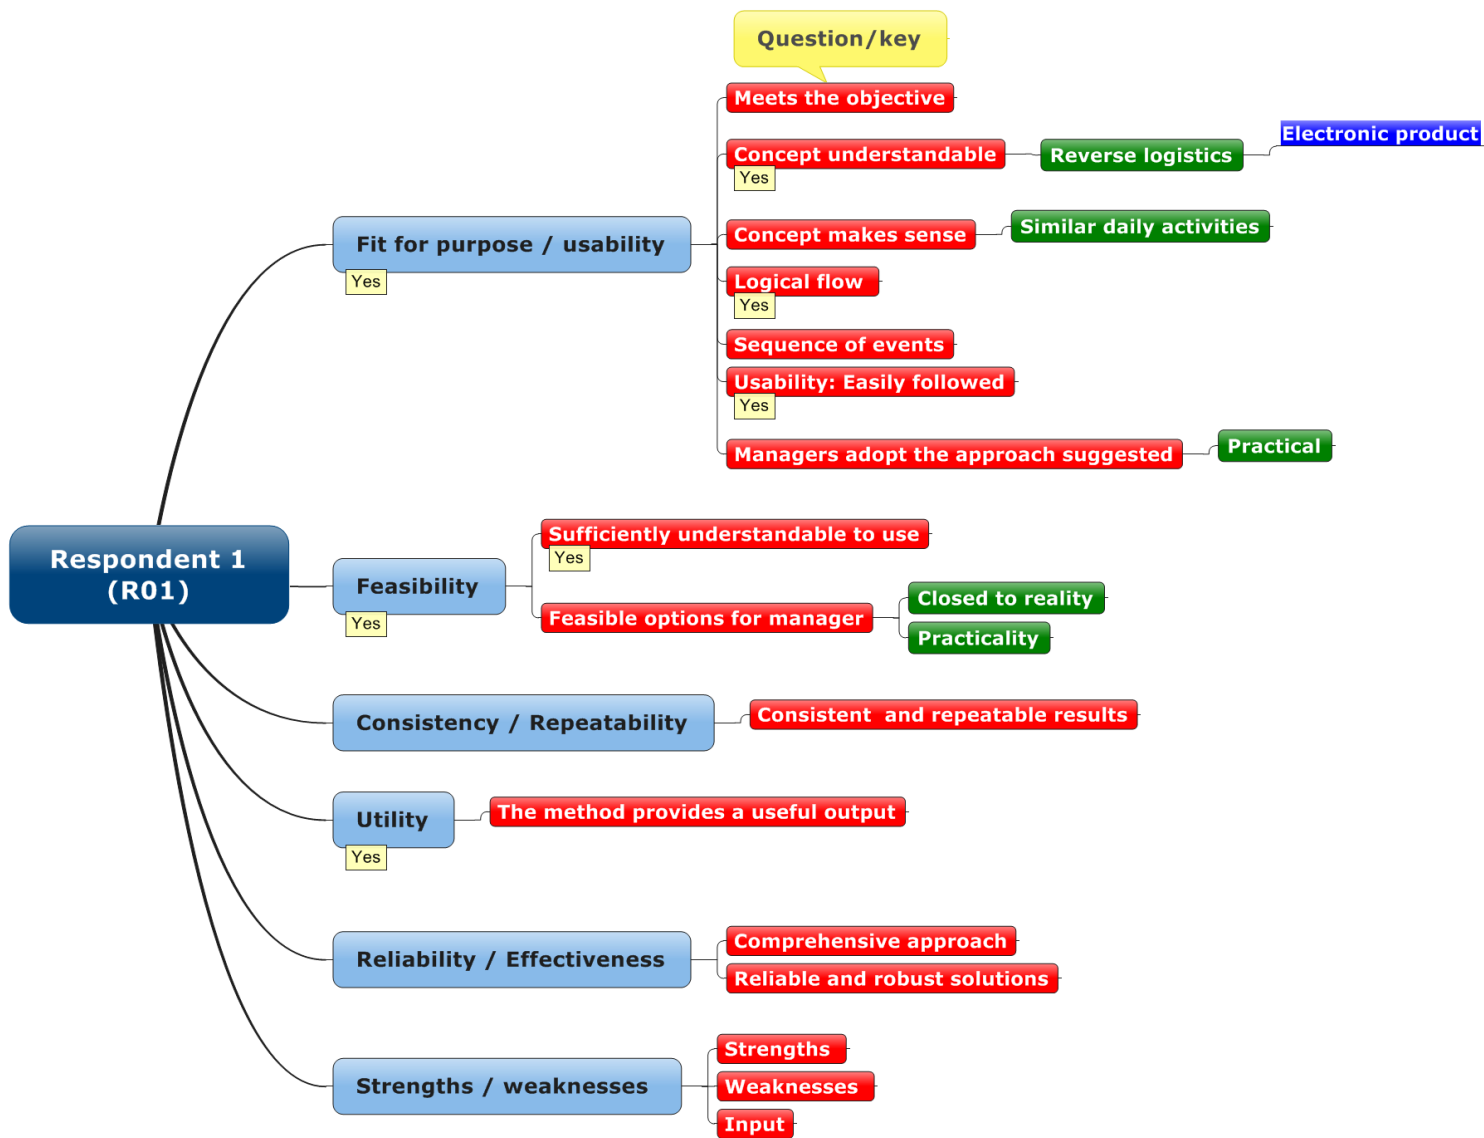 Question/key
Meets the objective
Concept understandable
Yes
Reverse logistics
Electronic product
Concept makes sense
Similar daily activities
Fit for purpose / usability
Yes
Logical flow
Yes
Sequence of events
Usability: Easily followed
Yes
Managers adopt the approach suggested
Practical
Respondent 1
(R01)
Feasibility
Yes
Sufficiently understandable to use
Yes
Feasible options for manager
Closed to reality
Practicality
Consistency / Repeatability
Consistent and repeatable results
Utility
Yes
The method provides a useful output
Reliability / Effectiveness
Comprehensive approach
Reliable and robust solutions
Strengths / weaknesses
Strengths
Weaknesses
Input